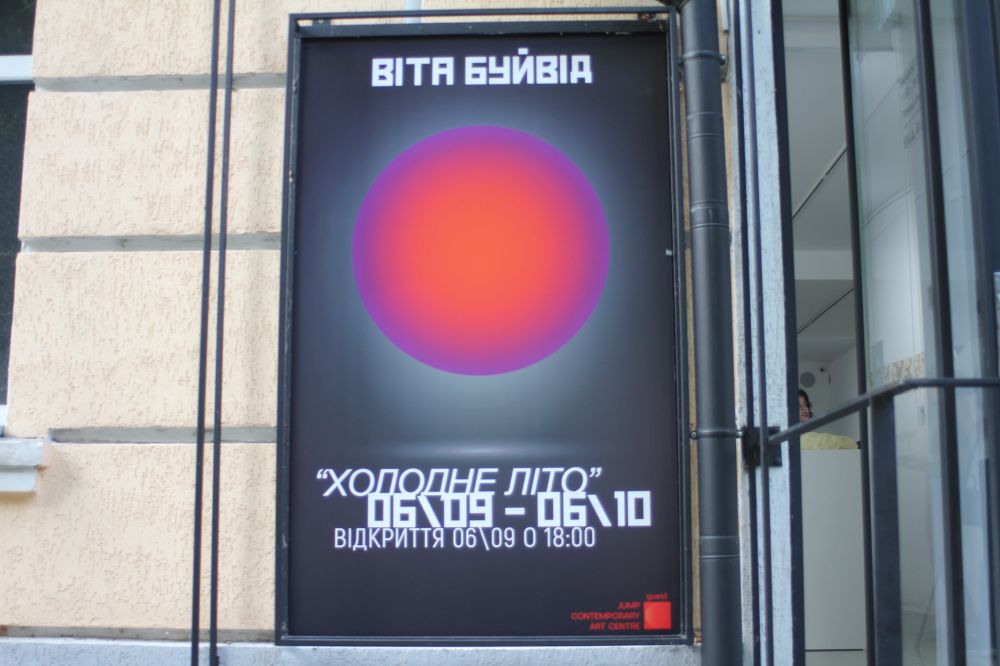 ВІТА БУЙВІД
“ХОЛОДНЕ ЛІТО”
06\09 – 06\10
ВІДКРИТТЯ 06\09 О 18:00
guest
JUMP
CONTEMPORARY
ART CENTRE